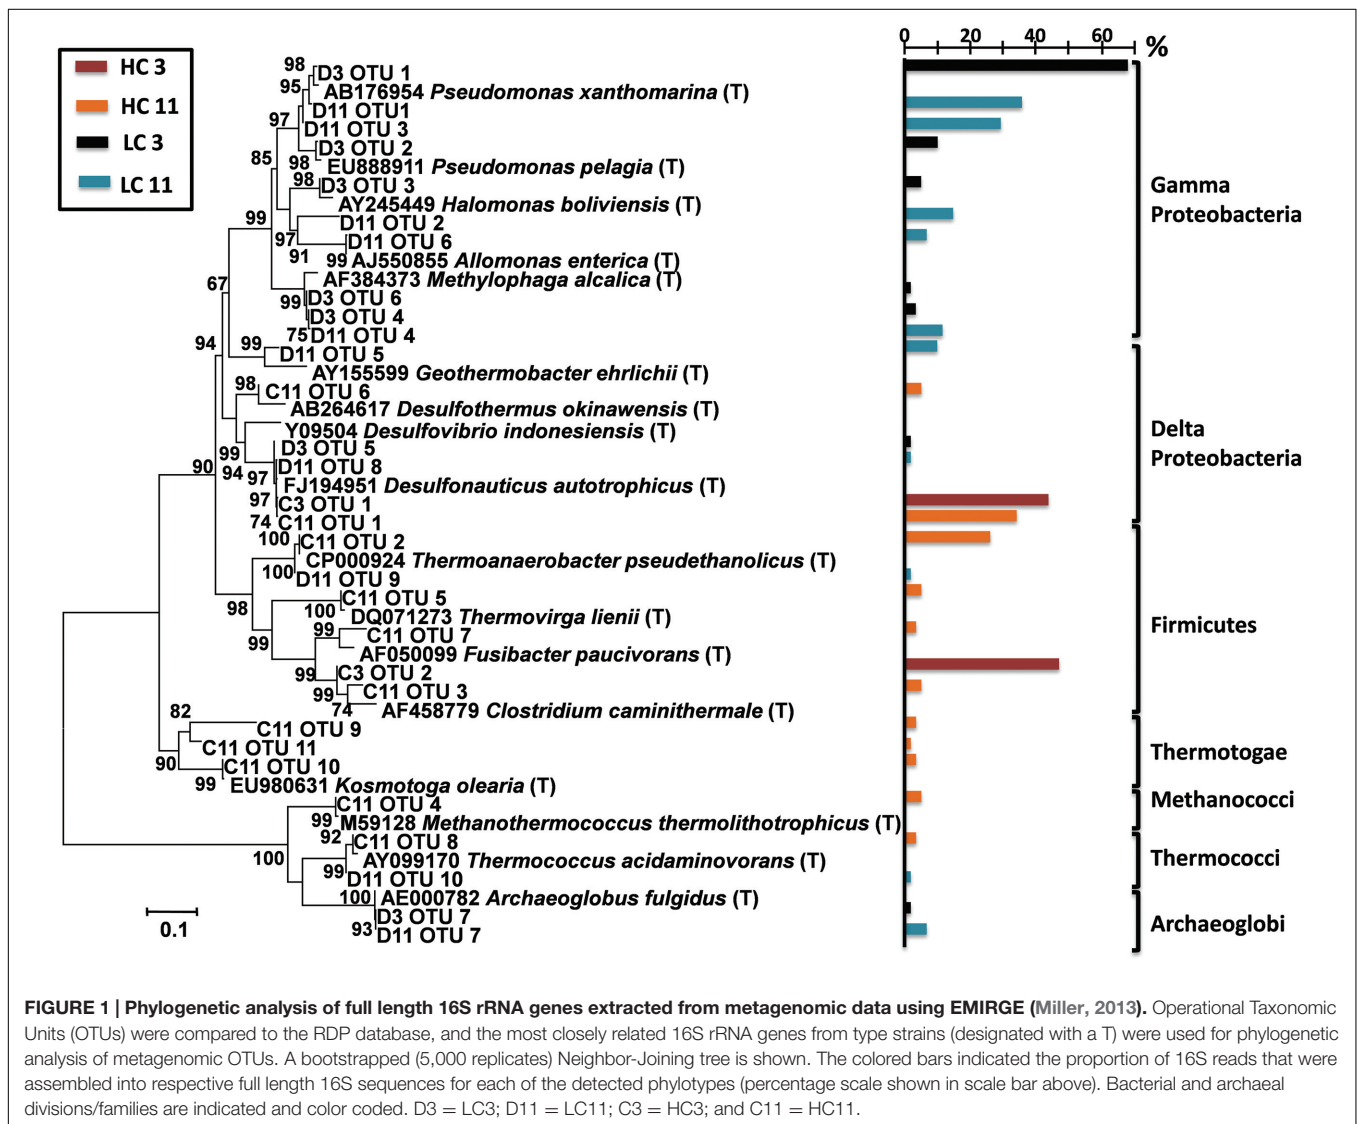 0 20 40 60 %
HC 3
HC 11
LC 3
LC 11
98 D3 OTU 1
95 AB176954 Pseudomonas xanthomarina (T)
D11 OTU1
97 D11 OTU 3
D3 OTU 2
85 98 EU888911 Pseudomonas pelagia (T)
98 D3 OTU 3
AY245449 Halomonas boliviensis (T)
99 D11 OTU 2
97 D11 OTU 6
91 99 AJ550855 Allomonas enterica (T)
AF384373 Methylophaga alcalica (T)
67 99 D3 OTU 6
D3 OTU 4
75 D11 OTU 4
94 99 D11 OTU 5
AY155599 Geothermobacter ehrlichii (T)
98 C11 OTU 6
AB264617 Desulfothermus okinawensis (T)
Y09504 Desulfovibrio indonesiensis (T)
99 D3 OTU 5
90 94 97 D11 OTU 8
FJ194951 Desulfonauticus autotrophicus (T)
97 C3 OTU 1
74 C11 OTU 1
100 C11 OTU 2
CP000924 Thermoanaerobacter pseudethanolicus (T)
100 D11 OTU 9
98 C11 OTU 5
100 DQ071273 Thermovirga lienii (T)
99 99 C11 OTU 7
AF050099 Fusibacter paucivorans (T)
99 C3 OTU 2
99 C11 OTU 3
74 AF458779 Clostridium caminithermale (T)
82 C11 OTU 9
C11 OTU 11
90 C11 OTU 10
99 EU980631 Kosmotoga olearia (T)
C11 OTU 4
99 M59128 Methanothermococcus thermolithotrophicus (T)
92 C11 OTU 8
100 AY099170 Thermococcus acidaminovorans (T)
99 D11 OTU 10
100 AE000782 Archaeoglobus fulgidus (T)
D3 OTU 7
93 D11 OTU 7
0.1
Gamma
Proteobacteria
Delta
Proteobacteria
Firmicutes
Thermotogae
Methanococci
Thermococci
Archaeoglobi
FIGURE 1 | Phylogenetic analysis of full length 16S rRNA genes extracted from metagenomic data using EMIRGE (Miller, 2013). Operational Taxonomic
Units (OTUs) were compared to the RDP database, and the most closely related 16S rRNA genes from type strains (designated with a T) were used for phylogenetic
analysis of metagenomic OTUs. A bootstrapped (5,000 replicates) Neighbor-Joining tree is shown. The colored bars indicated the proportion of 16S reads that were
assembled into respective full length 16S sequences for each of the detected phylotypes (percentage scale shown in scale bar above). Bacterial and archaeal
divisions/families are indicated and color coded. D3 = LC3; D11 = LC11; C3 = HC3; and C11 = HC11.